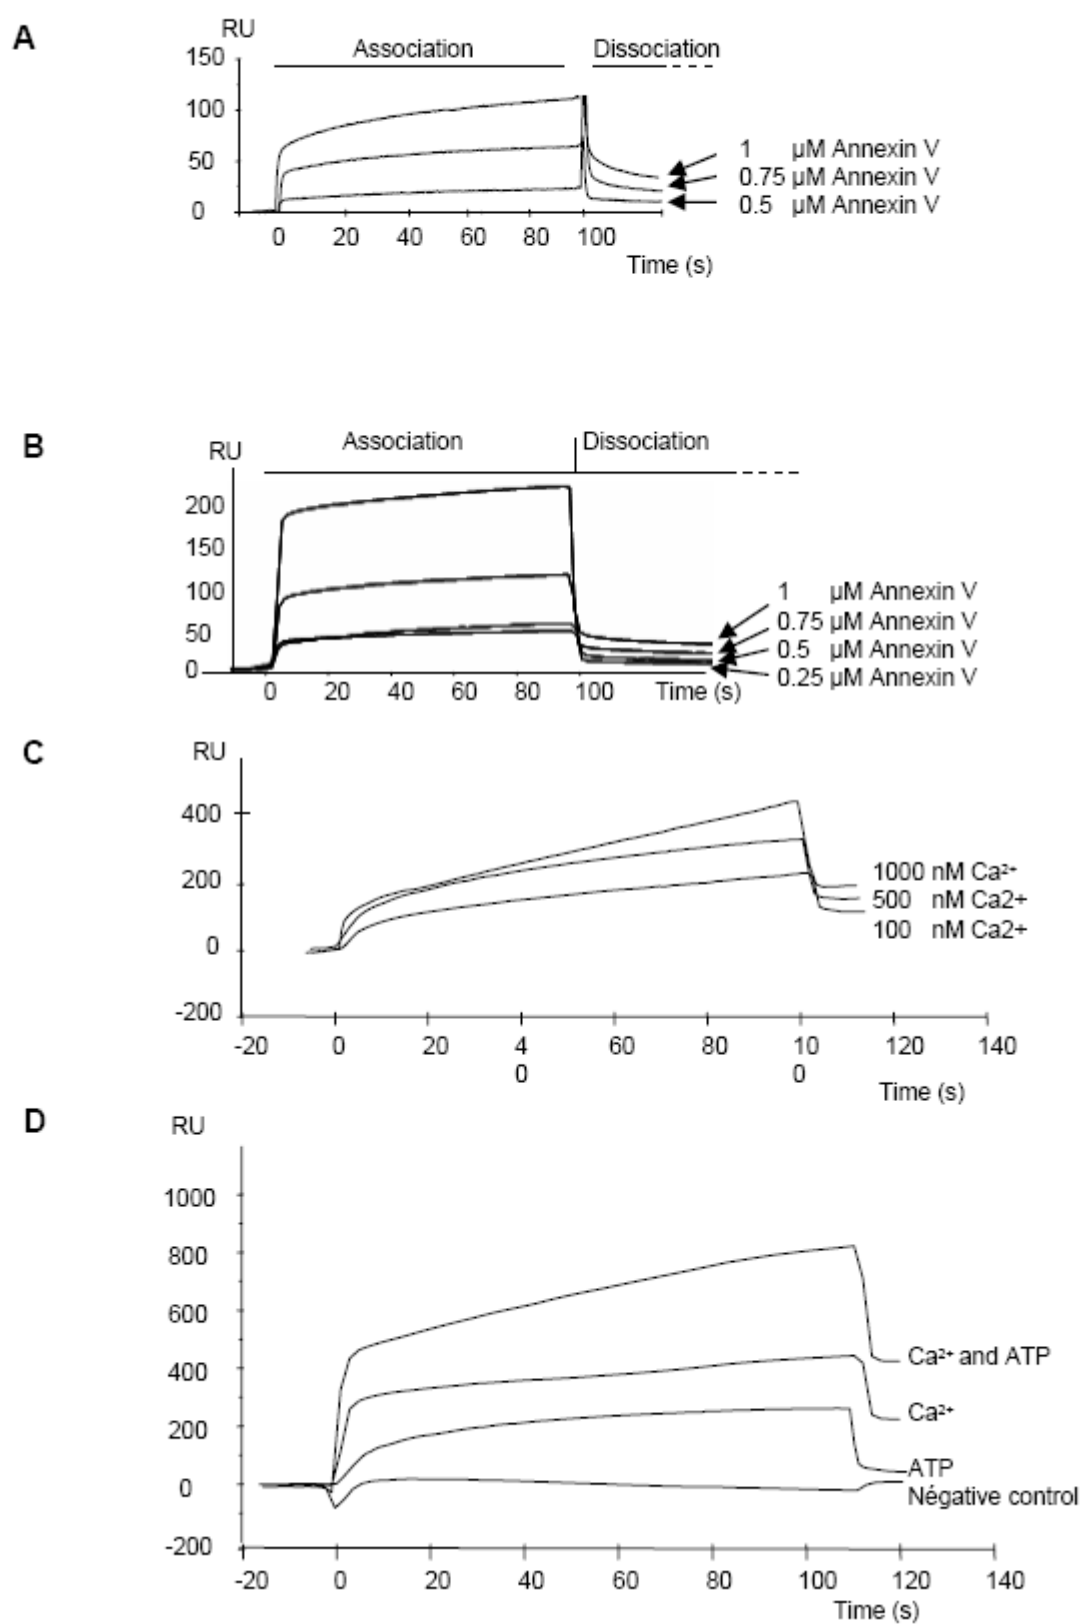 A
RU
Association Dissociation
150
100
50
0
1 µM Annexin V
0.75 µM Annexin V
0.5 µM Annexin V
0 20 40 60 80 100
Time (s)
B
RU
Association Dissociation
200
150
100
50
0
1 µM Annexin V
0.75 µM Annexin V
0.5 µM Annexin V
0.25 µM Annexin V
0 20 40 60 80 100 Time (s)
C
RU
400
200
0
-200
1000 nM Ca²⁺
500 nM Ca2+
100 nM Ca2+
-20 0 20 4 60 80 10 120 140
0 0
Time (s)
D
RU
1000
800
600
400
200
0
-200
Ca²⁺ and ATP
Ca²⁺
ATP
Négative control
-20 0 20 40 60 80 100 120 140
Time (s)